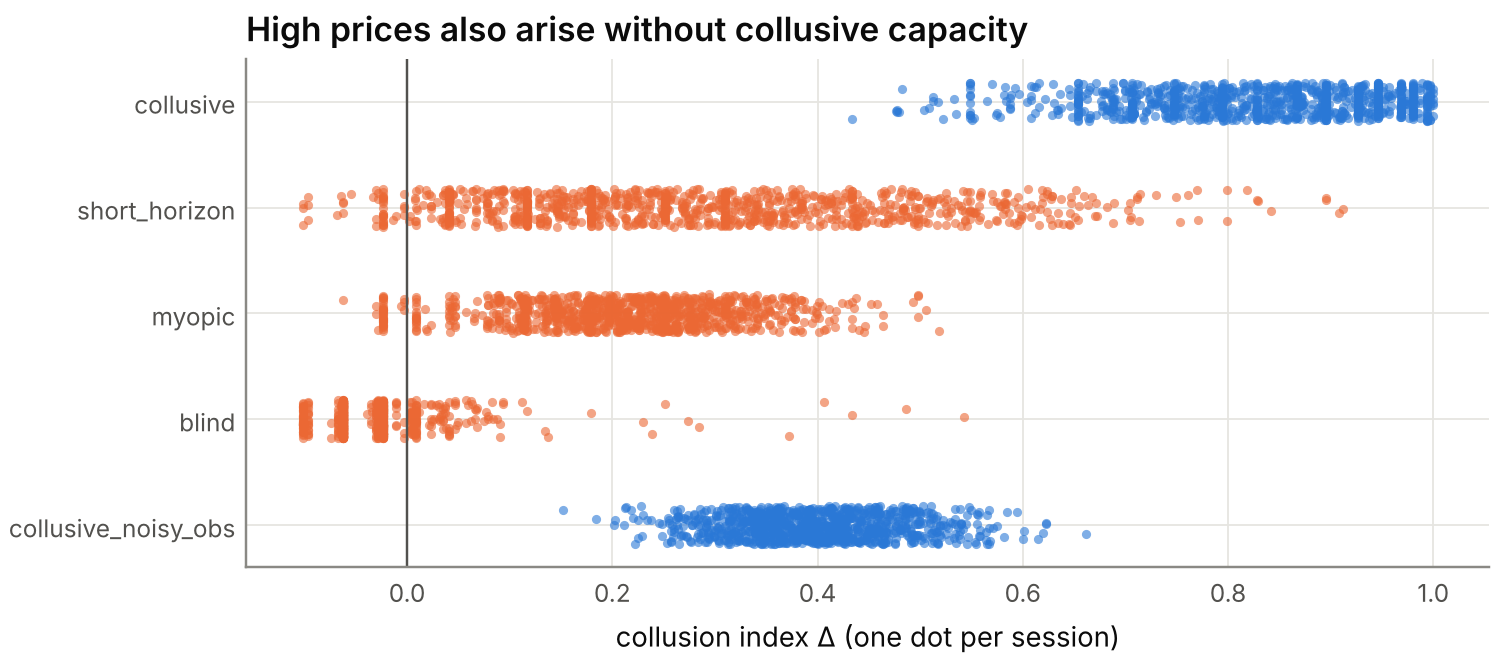 High prices also arise without collusive capacity
collusive
short_horizon
myopic
blind
collusive_noisy_obs
0.0 0.2 0.4 0.6 0.8 1.0
collusion index Δ (one dot per session)